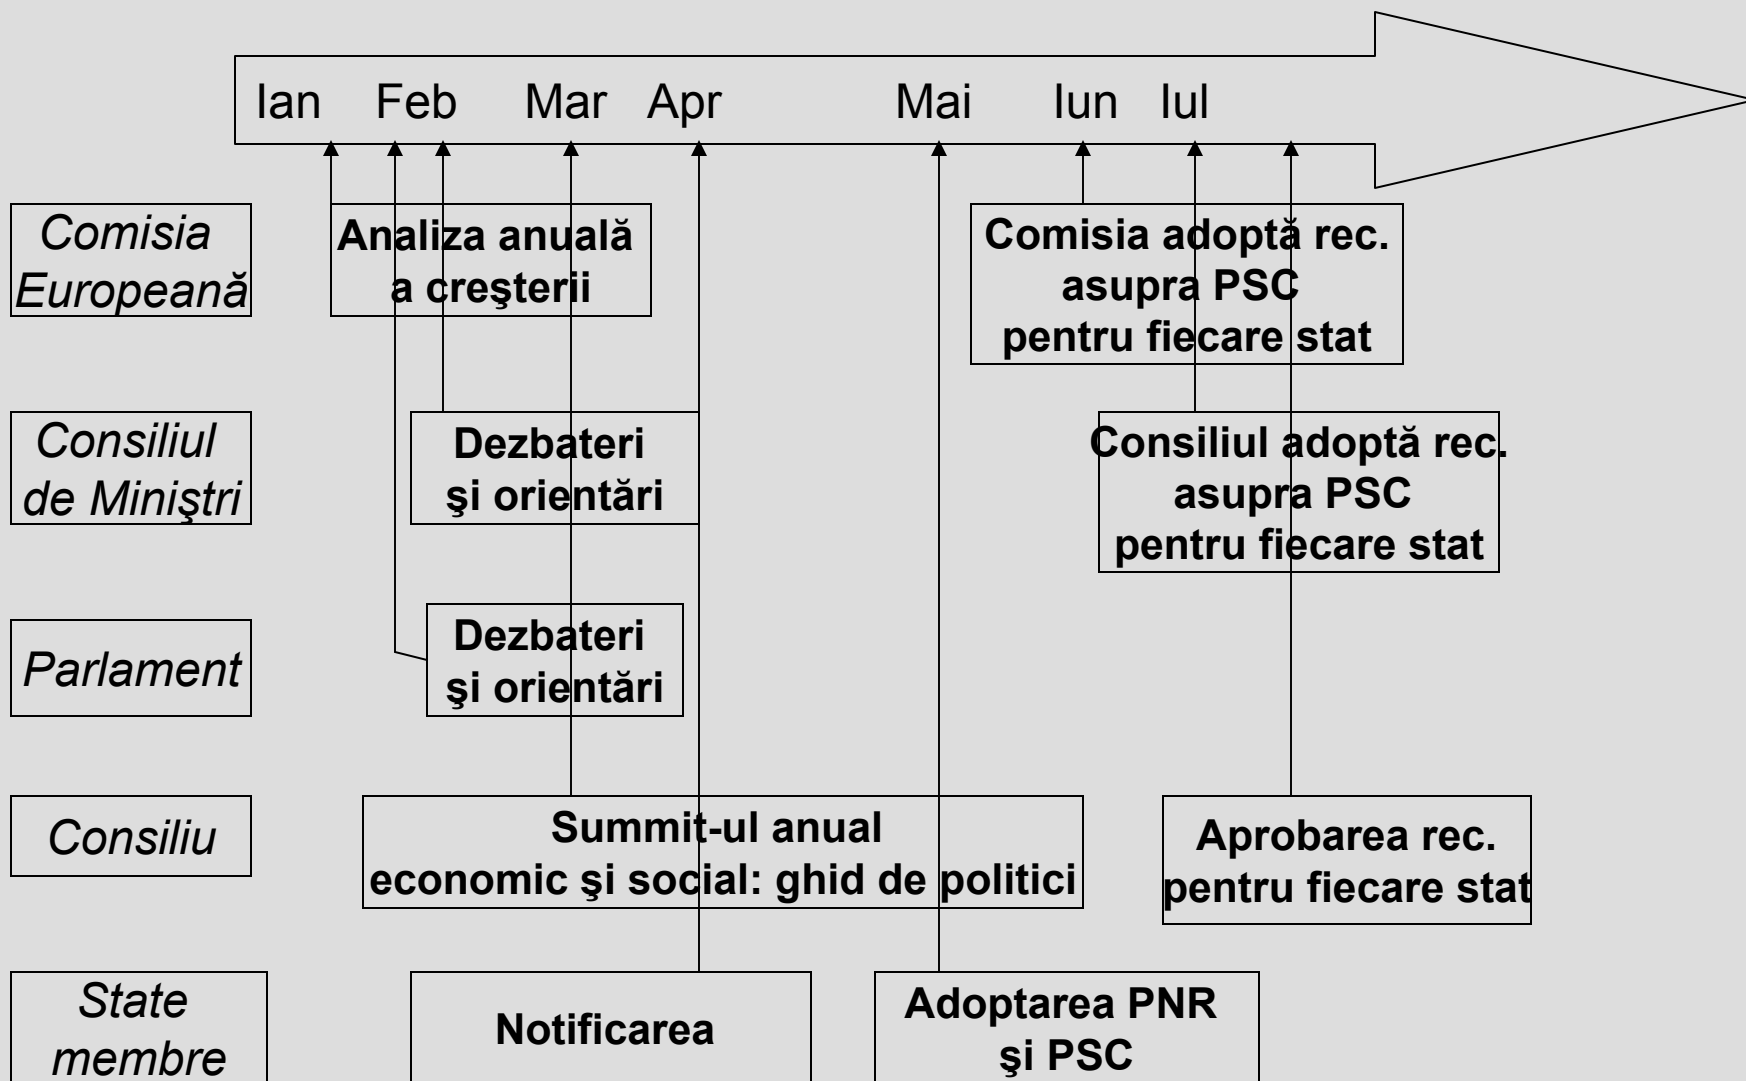 Ian Feb Mar Apr Mai Iun Iul
Comisia
Europeană
Analiza anuală
a creşterii
Comisia adoptă rec.
asupra PSC
pentru fiecare stat
Consiliul
de Miniştri
Dezbateri
şi orientări
Consiliul adoptă rec.
asupra PSC
pentru fiecare stat
Parlament
Dezbateri
şi orientări
Consiliu
Summit-ul anual
economic şi social: ghid de politici
Aprobarea rec.
pentru fiecare stat
State
membre
Notificarea
Adoptarea PNR
şi PSC